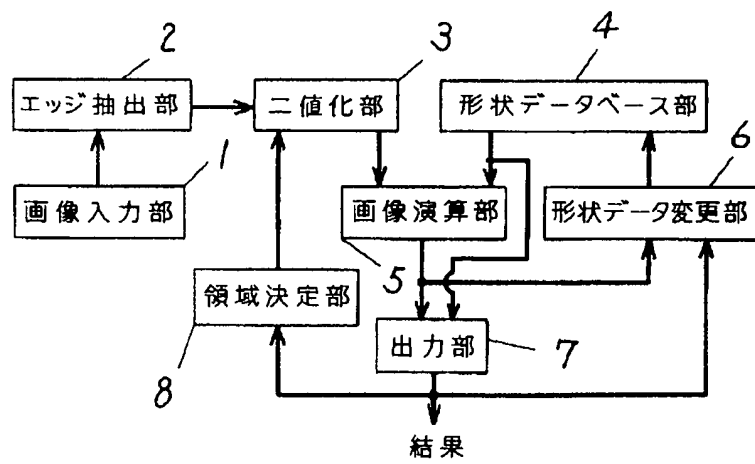 2
エッジ抽出部
3
二値化部
4
形状データベース部
1
画像入力部
画像演算部
5
6
形状データ変更部
領域決定部
8
出力部
7
結果